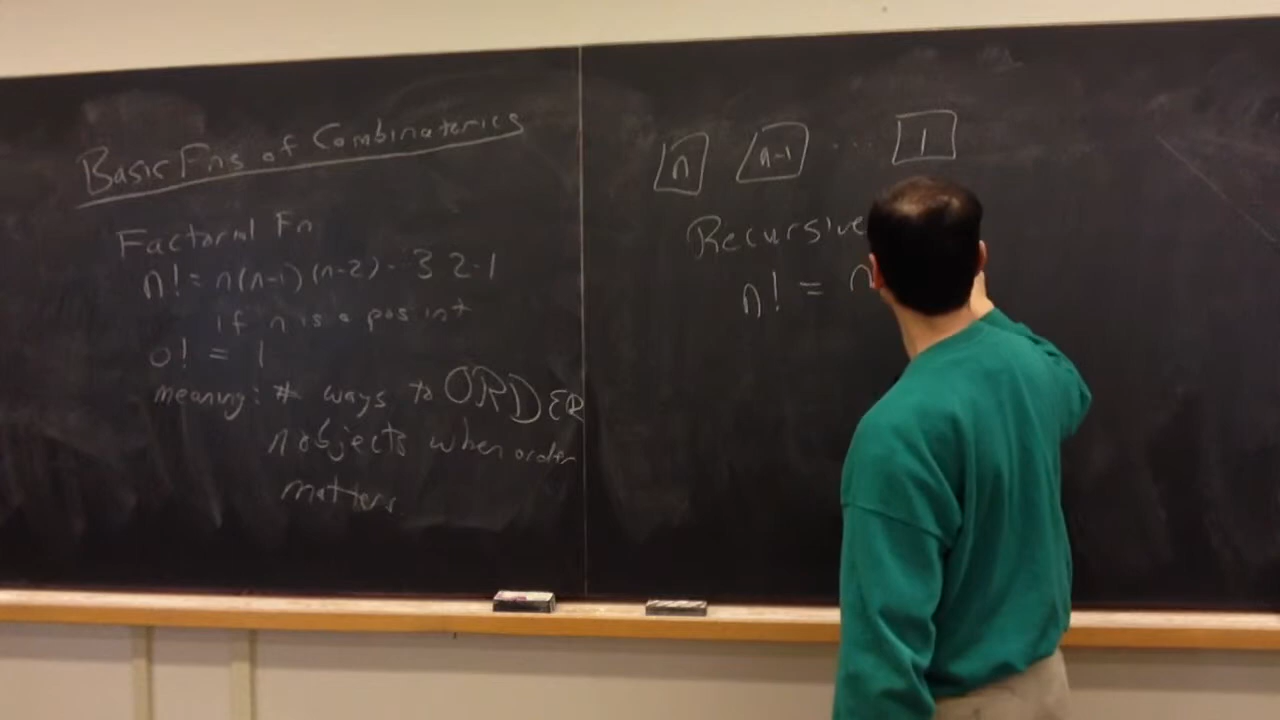 Basic Fns of Combinatorics
Factorial Fn
n! = n(n-1)(n-2)--3 2·1
if n is a pos int
0! = 1
meaning: # ways to ORDER
n objects when order
matters
n n-1 ... 1
Recursive
n! = n